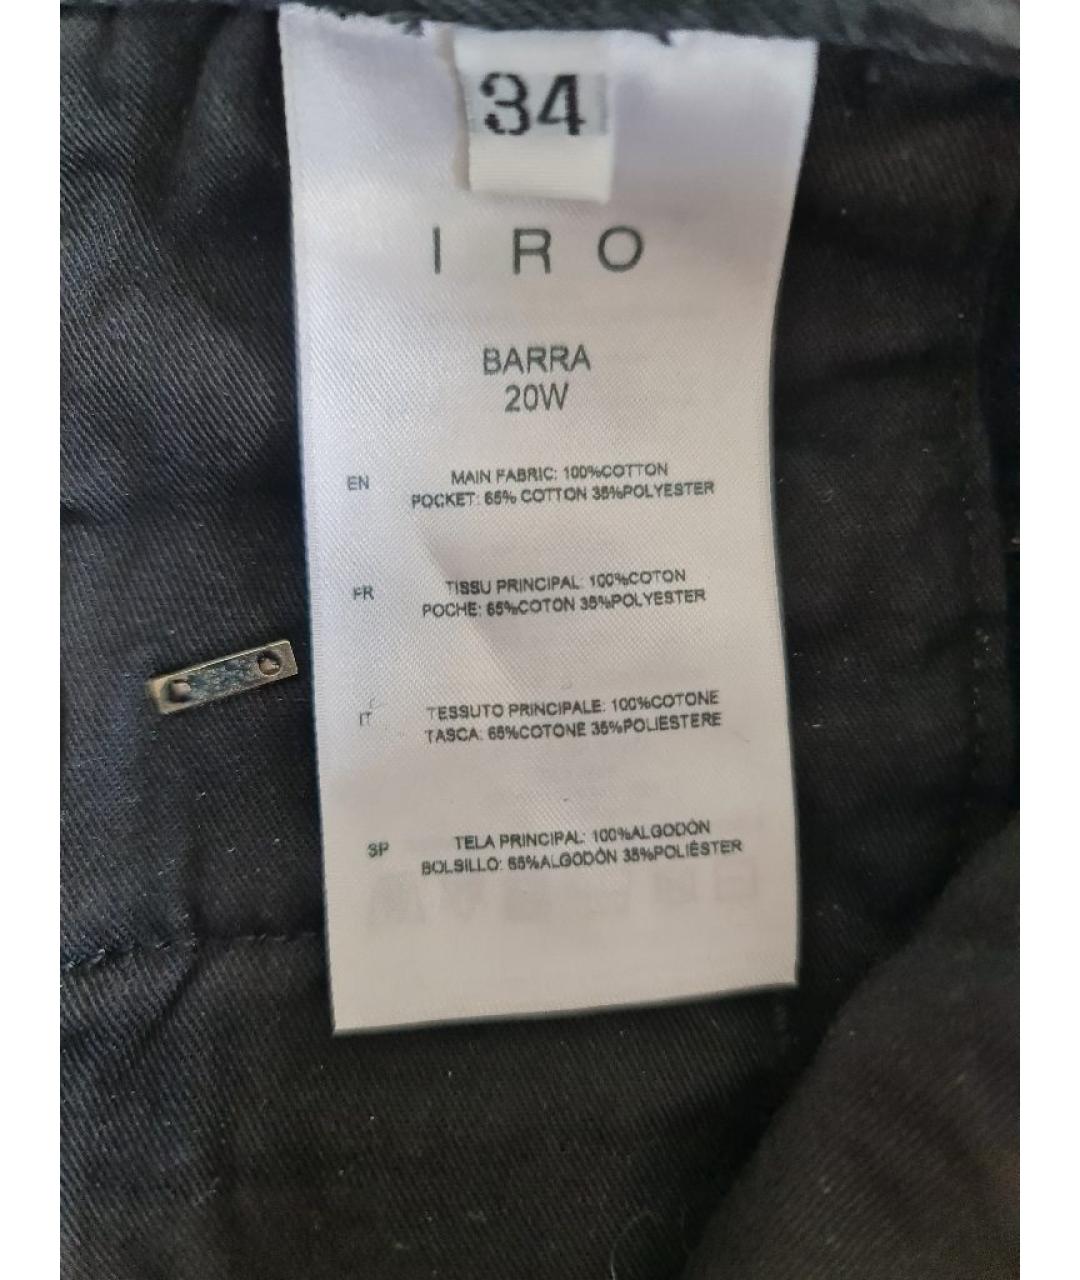 34
I R O
BARRA
20W
EN
MAIN FABRIC: 100%COTTON
POCKET: 65% COTTON 35%POLYESTER
FR
TISSU PRINCIPAL: 100%COTON
POCHE: 65%COTON 35%POLYESTER
IT
TESSUTO PRINCIPALE: 100%COTONE
TASCA: 65%COTONE 35%POLIESTERE
SP
TELA PRINCIPAL: 100%ALGODÓN
BOLSILLO: 65%ALGODÓN 35%POLIÉSTER